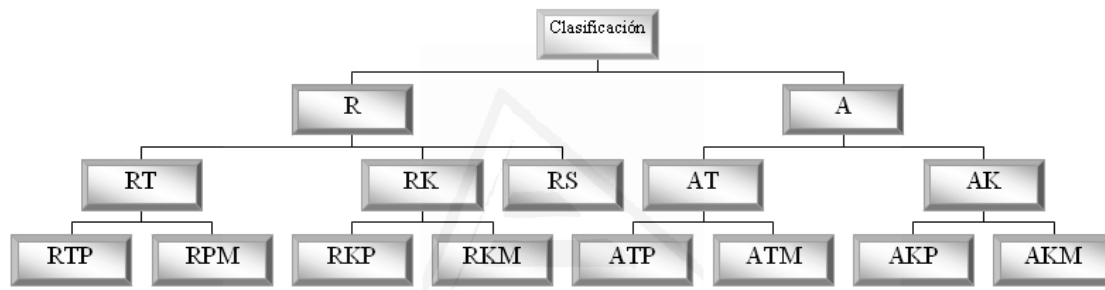 Clasificación
R
A
RT
RK
RS
AT
AK
RTP
RPM
RKP
RKM
ATP
ATM
AKP
AKM